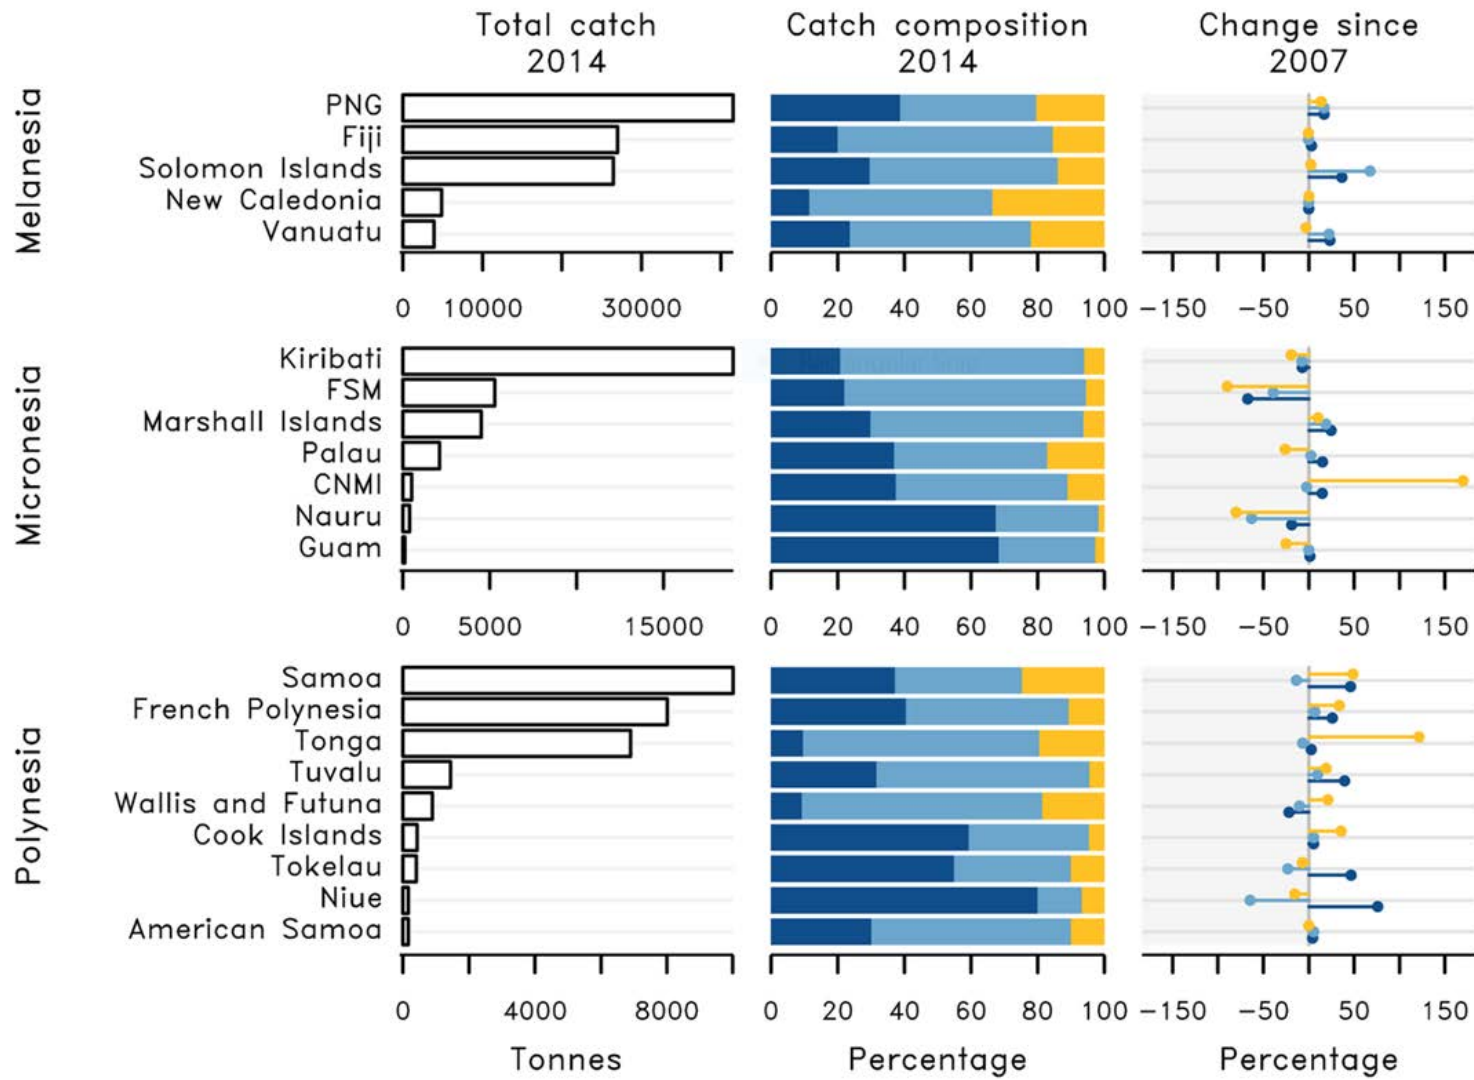 Total catch
2014
Catch composition
2014
Change since
2007
Melanesia
PNG
Fiji
Solomon Islands
New Caledonia
Vanuatu
0 10000 30000
0 20 40 60 80 100
−150 −50 50 150
Micronesia
Kiribati
FSM
Marshall Islands
Palau
CNMI
Nauru
Guam
0 5000 15000
0 20 40 60 80 100
−150 −50 50 150
Polynesia
Samoa
French Polynesia
Tonga
Tuvalu
Wallis and Futuna
Cook Islands
Tokelau
Niue
American Samoa
0 4000 8000
0 20 40 60 80 100
−150 −50 50 150
Tonnes
Percentage
Percentage